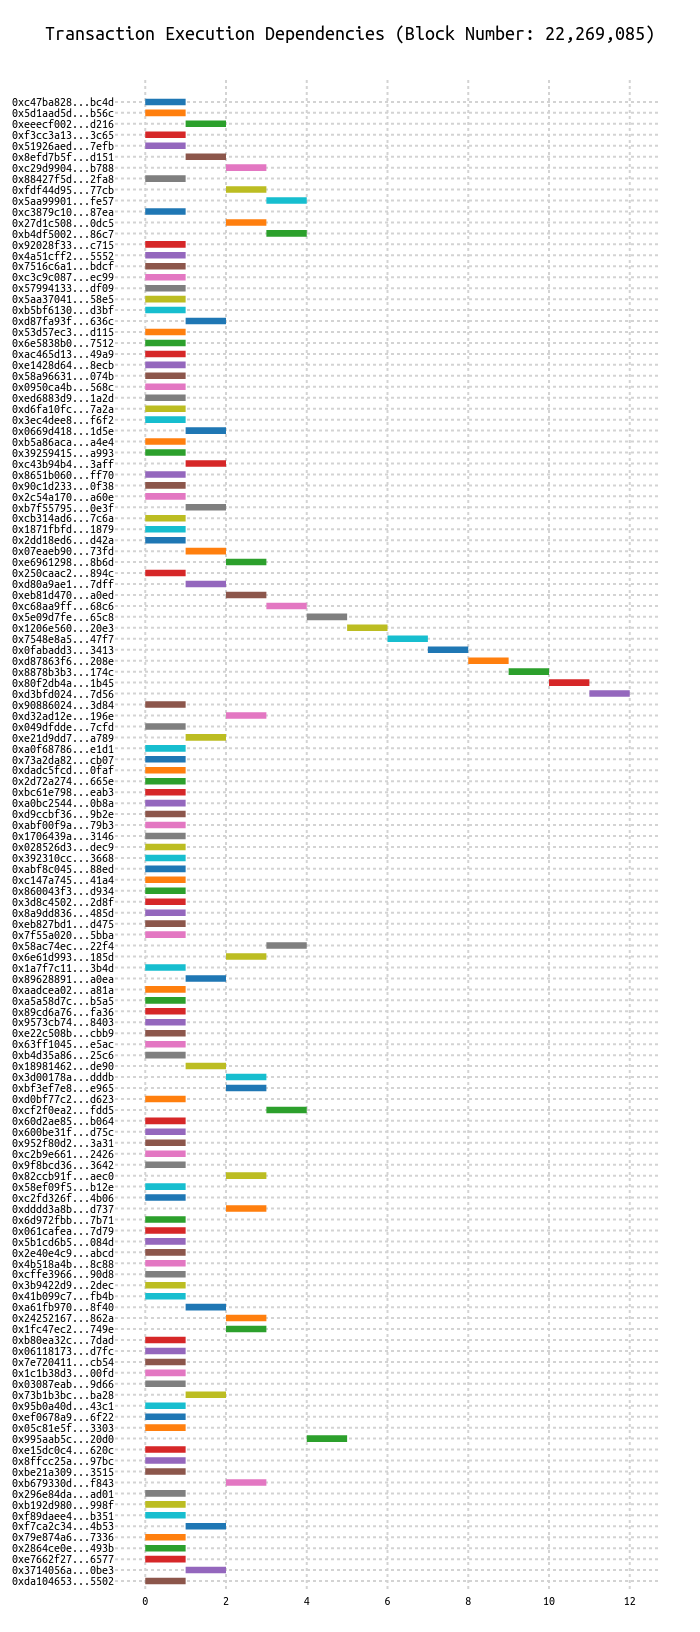 Transaction Execution Dependencies (Block Number: 22,269,085)
0xc47ba828...bc4d
0x5d1aad5d...b56c
0xeeecf002...d216
0xf3cc3a13...3c65
0x51926aed...7efb
0x8efd7b5f...d151
0xc29d9904...b788
0x88427f5d...2fa8
0xfdf44d95...77cb
0x5aa99901...fe57
0xc3879c10...87ea
0x27d1c508...0dc5
0xb4df5002...86c7
0x92028f33...c715
0x4a51cff2...5552
0x7516c6a1...bdcf
0xc3c9c087...ec99
0x57994133...df09
0x5aa37041...58e5
0xb5bf6130...d3bf
0xd87fa93f...636c
0x53d57ec3...d115
0x6e5838b0...7512
0xac465d13...49a9
0xe1428d64...8ecb
0x58a96631...074b
0x0950ca4b...568c
0xed6883d9...1a2d
0xd6fa10fc...7a2a
0x3ec4dee8...f6f2
0x0669d418...1d5e
0xb5a86aca...a4e4
0x39259415...a993
0xc43b94b4...3aff
0x8651b060...ff70
0x90c1d233...0f38
0x2c54a170...a60e
0xb7f55795...0e3f
0xcb314ad6...7c6a
0x1871fbfd...1879
0x2dd18ed6...d42a
0x07eaeb90...73fd
0xe6961298...8b6d
0x250caac2...894c
0xd80a9ae1...7dff
0xeb81d470...a0ed
0xc68aa9ff...68c6
0x5e09d7fe...65c8
0x1206e560...20e3
0x7548e8a5...47f7
0x0fabadd3...3413
0xd87863f6...208e
0x8878b3b3...174c
0x80f2db4a...1b45
0xd3bfd024...7d56
0x90886024...3d84
0xd32ad12e...196e
0x049dfdde...7cfd
0xe21d9dd7...a789
0xa0f68786...e1d1
0x73a2da82...cb07
0xdadc5fcd...0faf
0x2d72a274...665e
0xbc61e798...eab3
0xa0bc2544...0b8a
0xd9ccbf36...9b2e
0xabf00f9a...79b3
0x1706439a...3146
0x028526d3...dec9
0x392310cc...3668
0xabf8c045...88ed
0xc147a745...41a4
0x860043f3...d934
0x3d8c4502...2d8f
0x8a9dd836...485d
0xeb827bd1...d475
0x7f55a020...5bba
0x58ac74ec...22f4
0x6e61d993...185d
0x1a7f7c11...3b4d
0x89628891...a0ea
0xaadcea02...a81a
0xa5a58d7c...b5a5
0x89cd6a76...fa36
0x9573cb74...8403
0xe22c508b...cbb9
0x63ff1045...e5ac
0xb4d35a86...25c6
0x18981462...de90
0x3d00178a...dddb
0xbf3ef7e8...e965
0xd0bf77c2...d623
0xcf2f0ea2...fdd5
0x60d2ae85...b064
0x600be31f...d75c
0x952f80d2...3a31
0xc2b9e661...2426
0x9f8bcd36...3642
0x82ccb91f...aec0
0x58ef09f5...b12e
0xc2fd326f...4b06
0xdddd3a8b...d737
0x6d972fbb...7b71
0x061cafea...7d79
0x5b1cd6b5...084d
0x2e40e4c9...abcd
0x4b518a4b...8c88
0xcffe3966...90d8
0x3b9422d9...2dec
0x41b099c7...fb4b
0xa61fb970...8f40
0x24252167...862a
0x1fc47ec2...749e
0xb80ea32c...7dad
0x06118173...d7fc
0x7e720411...cb54
0x1c1b38d3...00fd
0x03087eab...9d66
0x73b1b3bc...ba28
0x95b0a40d...43c1
0xef0678a9...6f22
0x05c81e5f...3303
0x995aab5c...20d0
0xe15dc0c4...620c
0x8ffcc25a...97bc
0xbe21a309...3515
0xb679330d...f843
0x296e84da...ad01
0xb192d980...998f
0xf89daee4...b351
0xf7ca2c34...4b53
0x79e874a6...7336
0x2864ce0e...493b
0xe7662f27...6577
0x3714056a...0be3
0xda104653...5502
0 2 4 6 8 10 12